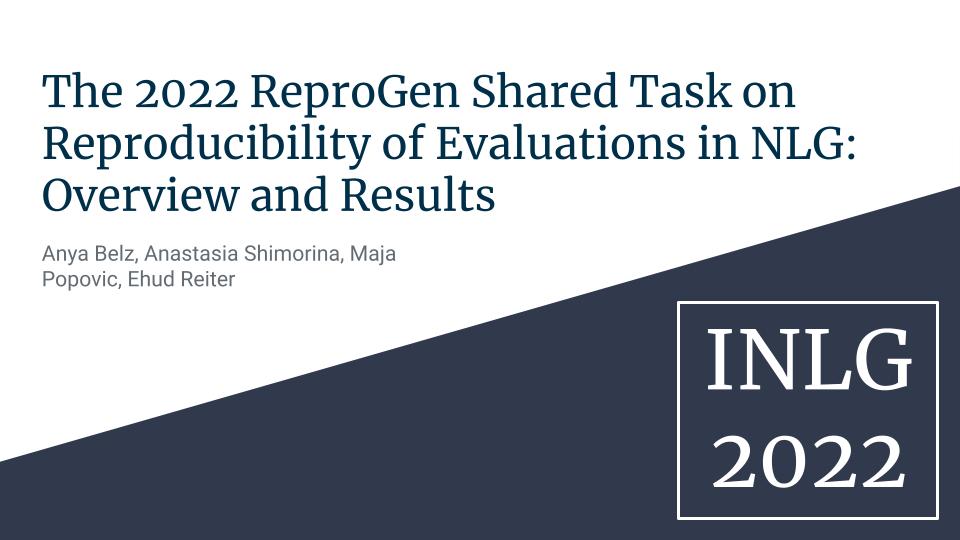 The 2022 ReproGen Shared Task on
Reproducibility of Evaluations in NLG:
Overview and Results
Anya Belz, Anastasia Shimorina, Maja
Popovic, Ehud Reiter
INLG
2022